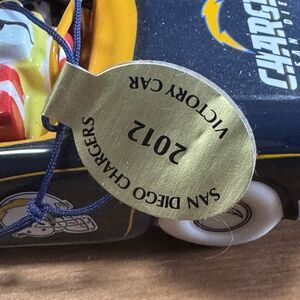 SAN DIEGO CHARGERS
2012
VICTORY CAR
CHARGERS